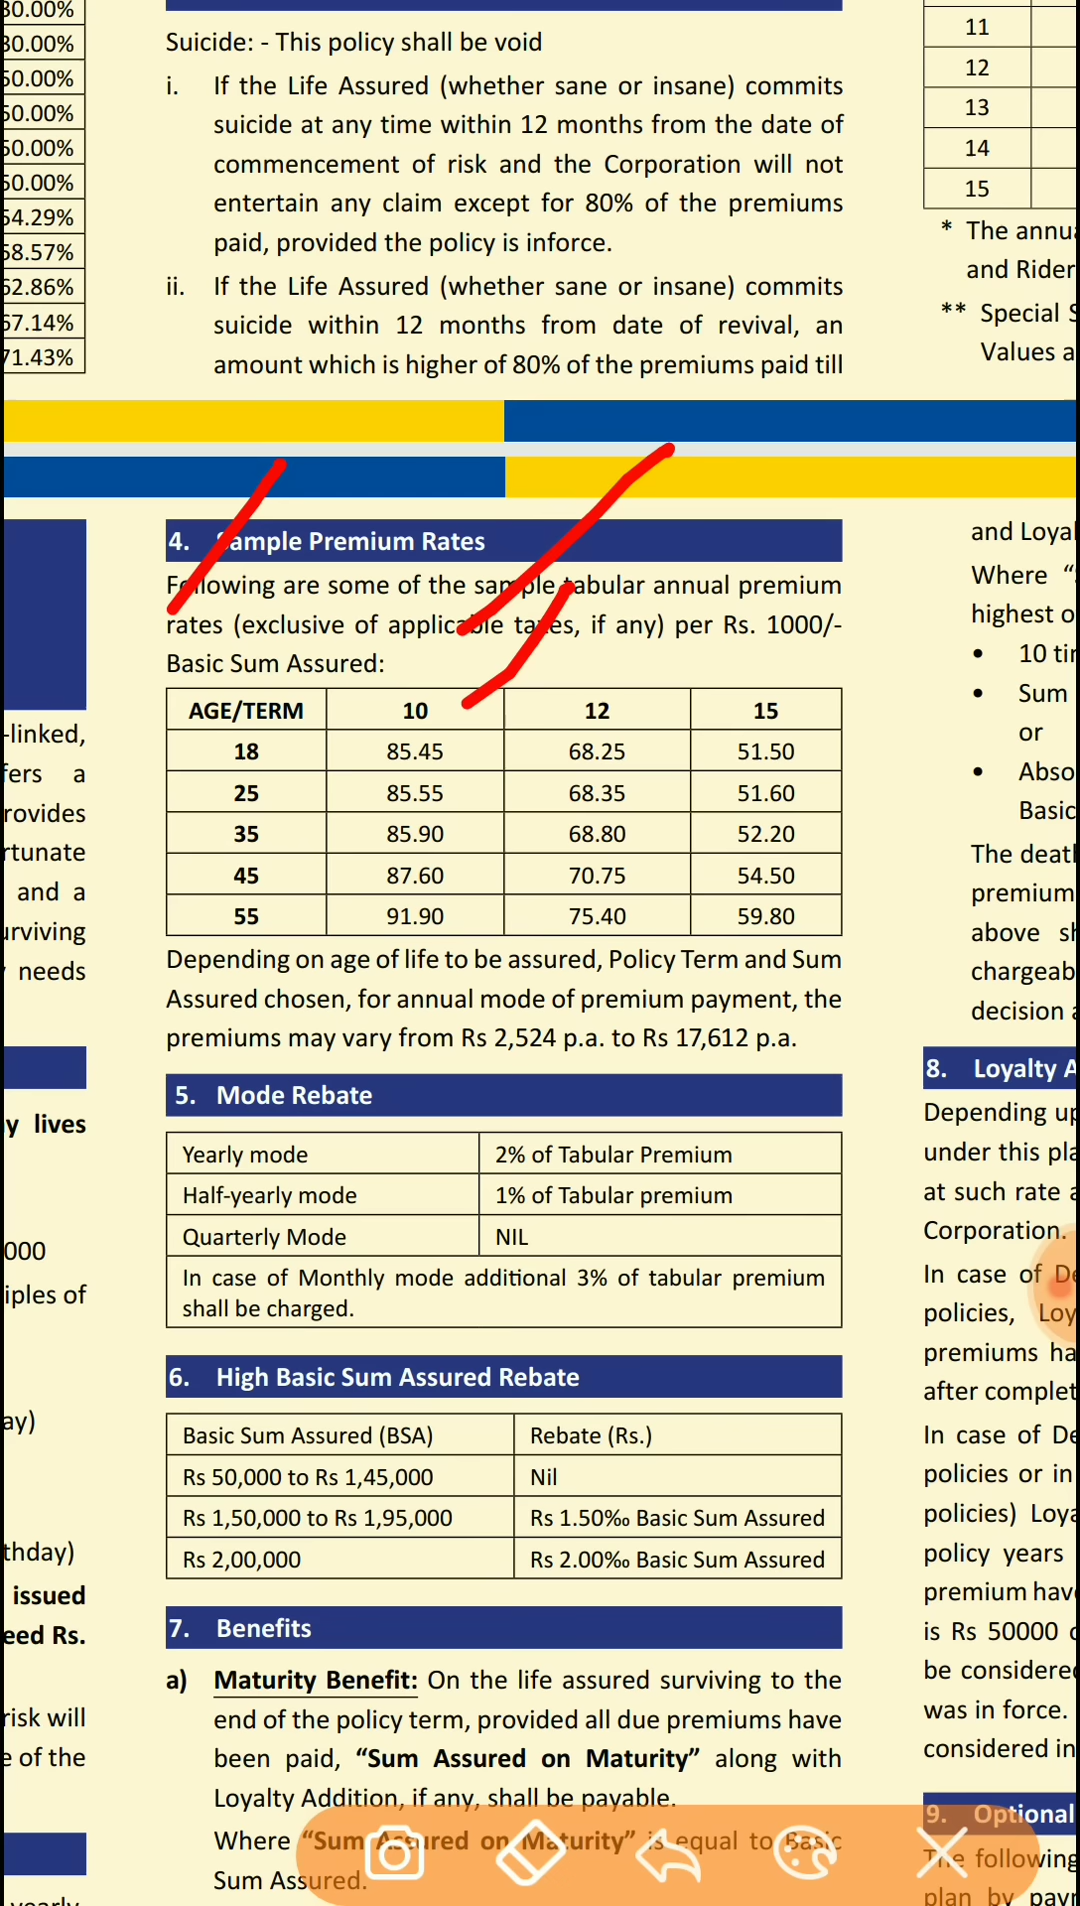 30.00%
30.00%
50.00%
50.00%
50.00%
50.00%
54.29%
58.57%
62.86%
67.14%
71.43%
Suicide: - This policy shall be void
i. If the Life Assured (whether sane or insane) commits
suicide at any time within 12 months from the date of
commencement of risk and the Corporation will not
entertain any claim except for 80% of the premiums
paid, provided the policy is inforce.
ii. If the Life Assured (whether sane or insane) commits
suicide within 12 months from date of revival, an
amount which is higher of 80% of the premiums paid till
11
12
13
14
15
* The annua
and Rider
** Special S
Values a
-linked,
fers a
rovides
rtunate
and a
urviving
needs
y lives
000
iples of
ay)
thday)
issued
eed Rs.
risk will
e of the
yearly
4. Sample Premium Rates
Following are some of the sample tabular annual premium
rates (exclusive of applicable taxes, if any) per Rs. 1000/-
Basic Sum Assured:
AGE/TERM 10 12 15
18 85.45 68.25 51.50
25 85.55 68.35 51.60
35 85.90 68.80 52.20
45 87.60 70.75 54.50
55 91.90 75.40 59.80
Depending on age of life to be assured, Policy Term and Sum
Assured chosen, for annual mode of premium payment, the
premiums may vary from Rs 2,524 p.a. to Rs 17,612 p.a.
5. Mode Rebate
Yearly mode 2% of Tabular Premium
Half-yearly mode 1% of Tabular premium
Quarterly Mode NIL
In case of Monthly mode additional 3% of tabular premium
shall be charged.
6. High Basic Sum Assured Rebate
Basic Sum Assured (BSA) Rebate (Rs.)
Rs 50,000 to Rs 1,45,000 Nil
Rs 1,50,000 to Rs 1,95,000 Rs 1.50‰ Basic Sum Assured
Rs 2,00,000 Rs 2.00‰ Basic Sum Assured
7. Benefits
a) Maturity Benefit: On the life assured surviving to the
end of the policy term, provided all due premiums have
been paid, “Sum Assured on Maturity” along with
Loyalty Addition, if any, shall be payable.
Where “Sum Assured on Maturity” is equal to Basic
Sum Assured.
and Loyal
Where “
highest o
• 10 tir
• Sum
or
• Abso
Basic
The death
premium
above sh
chargeab
decision a
8. Loyalty A
Depending up
under this pla
at such rate a
Corporation.
In case of De
policies, Loy
premiums ha
after complet
In case of De
policies or in
policies) Loya
policy years
premium have
is Rs 50000 o
be considered
was in force.
considered in
9. Optional
The following
plan by payn